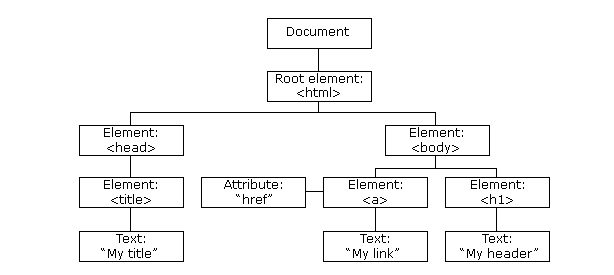 Document
Root element:
<html>
Element:
<head>
Element:
<body>
Element:
<title>
Attribute:
“href”
Element:
<a>
Element:
<h1>
Text:
“My title”
Text:
“My link”
Text:
“My header”